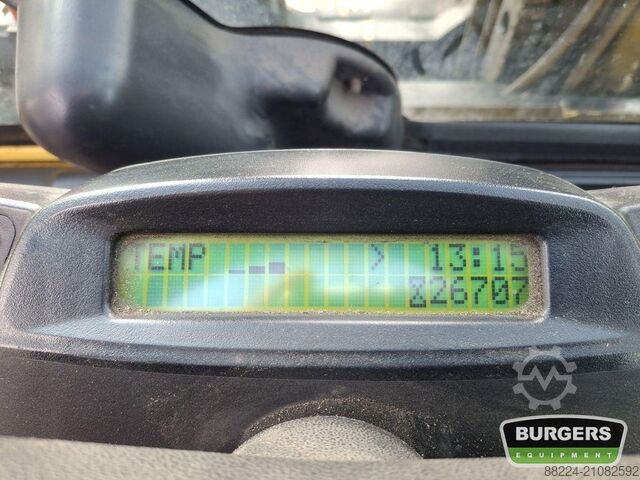 TEMP > 13:15
26707
BURGERS
EQUIPMENT
88224-21082592